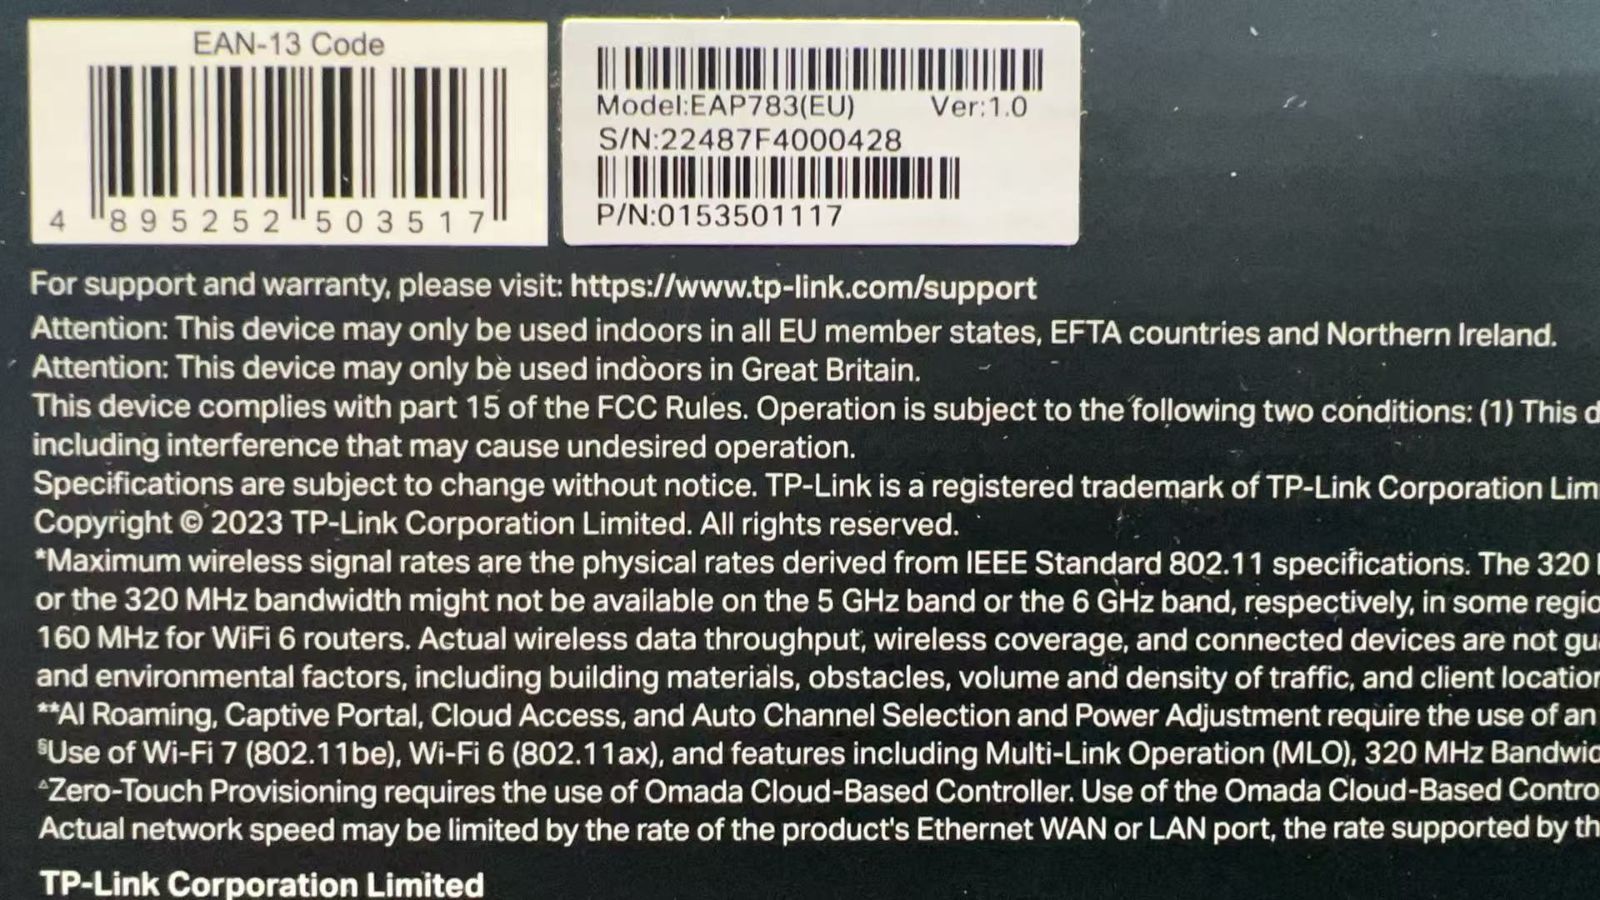 EAN-13 Code
4 895252 503517
Model:EAP783(EU) Ver:1.0
S/N:22487F4000428
P/N:0153501117
For support and warranty, please visit: https://www.tp-link.com/support
Attention: This device may only be used indoors in all EU member states, EFTA countries and Northern Ireland.
Attention: This device may only be used indoors in Great Britain.
This device complies with part 15 of the FCC Rules. Operation is subject to the following two conditions: (1) This
including interference that may cause undesired operation.
Specifications are subject to change without notice. TP-Link is a registered trademark of TP-Link Corporation
Copyright © 2023 TP-Link Corporation Limited. All rights reserved.
*Maximum wireless signal rates are the physical rates derived from IEEE Standard 802.11 specifications. The 320
or the 320 MHz bandwidth might not be available on the 5 GHz band or the 6 GHz band, respectively, in some
160 MHz for WiFi 6 routers. Actual wireless data throughput, wireless coverage, and connected devices are not
and environmental factors, including building materials, obstacles, volume and density of traffic, and client location
**AI Roaming, Captive Portal, Cloud Access, and Auto Channel Selection and Power Adjustment require the use of an
§Use of Wi-Fi 7 (802.11be), Wi-Fi 6 (802.11ax), and features including Multi-Link Operation (MLO), 320 MHz
△Zero-Touch Provisioning requires the use of Omada Cloud-Based Controller. Use of the Omada Cloud-Based
Actual network speed may be limited by the rate of the product's Ethernet WAN or LAN port, the rate supported by
TP-Link Corporation Limited